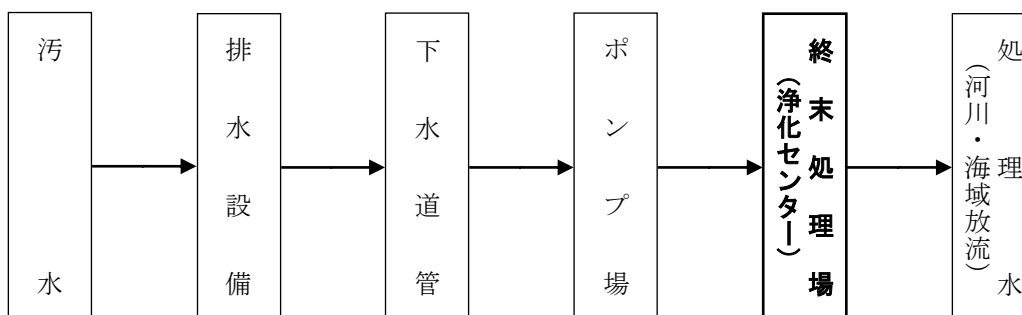 汚水
排水設備
下水道管
ポンプ場
終末処理場
(浄化センター)
処理水
(河川・海域放流)